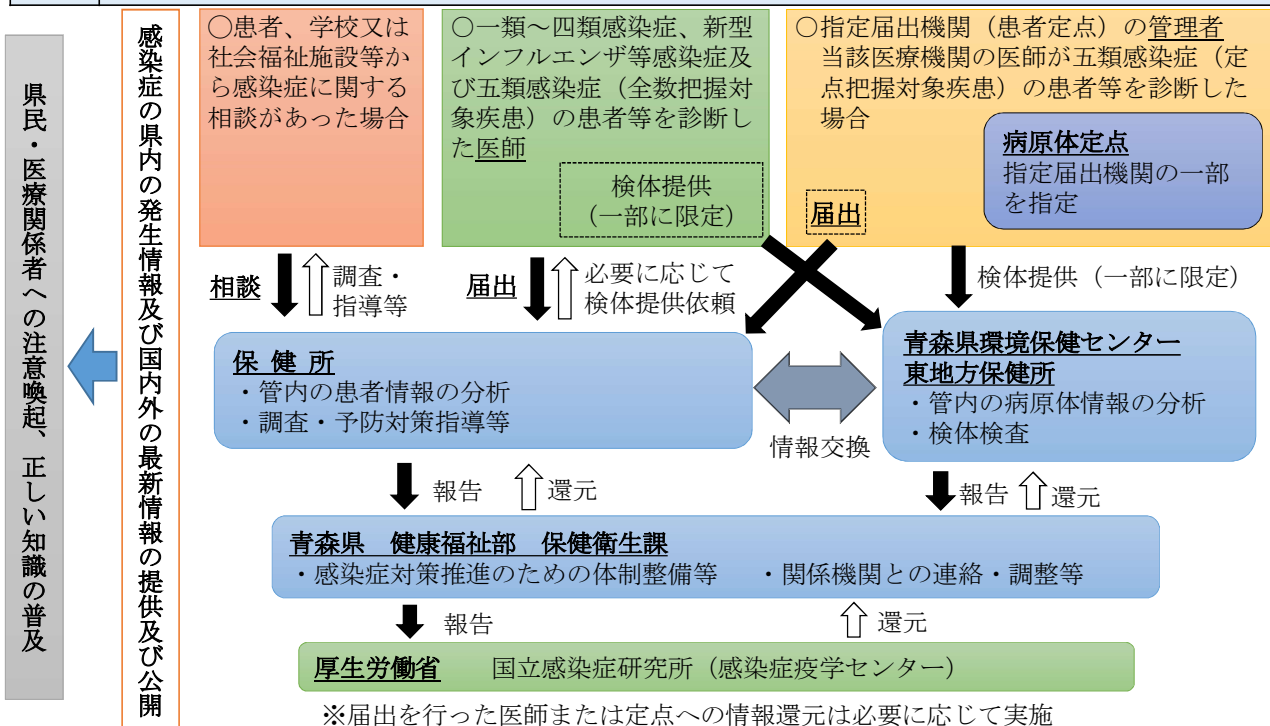 県民・医療関係者への注意喚起、正しい知識の普及
感染症の県内の発生情報及び国内外の最新情報の提供及び公開
○患者、学校又は
社会福祉施設等か
ら感染症に関する
相談があった場合
○一類～四類感染症、新型
インフルエンザ等感染症及
び五類感染症（全数把握対
象疾患）の患者等を診断し
た医師
検体提供
（一部に限定）
○指定届出機関（患者定点）の管理者
当該医療機関の医師が五類感染症（定
点把握対象疾患）の患者等を診断した
場合
病原体定点
指定届出機関の一部
を指定
届出
相談
調査・
指導等
届出
必要に応じて
検体提供依頼
検体提供（一部に限定）
保 健 所
・管内の患者情報の分析
・調査・予防対策指導等
情報交換
青森県環境保健センター
東地方保健所
・管内の病原体情報の分析
・検体検査
報告
還元
報告
還元
青森県　健康福祉部　保健衛生課
・感染症対策推進のための体制整備等　・関係機関との連絡・調整等
報告
還元
厚生労働省　国立感染症研究所（感染症疫学センター）
※届出を行った医師または定点への情報還元は必要に応じて実施